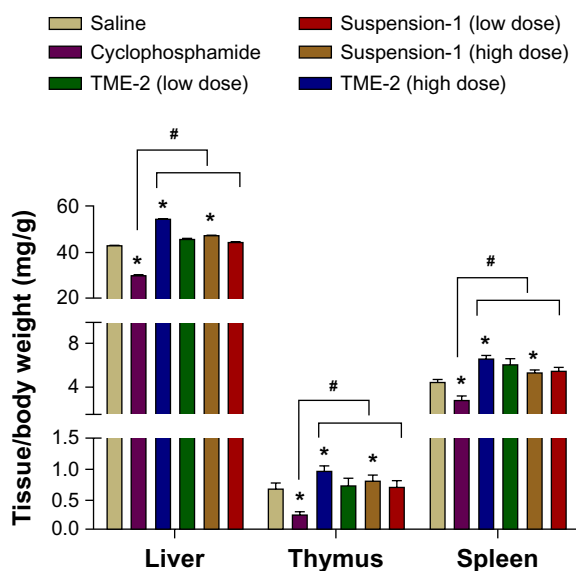 Saline
Cyclophosphamide
TME-2 (low dose)
Suspension-1 (low dose)
Suspension-1 (high dose)
TME-2 (high dose)
Tissue/body weight (mg/g)
60
40
20
8
4
1.5
1.0
0.5
0.0
#
*
*
*
#
*
*
*
#
*
*
*
Liver Thymus Spleen